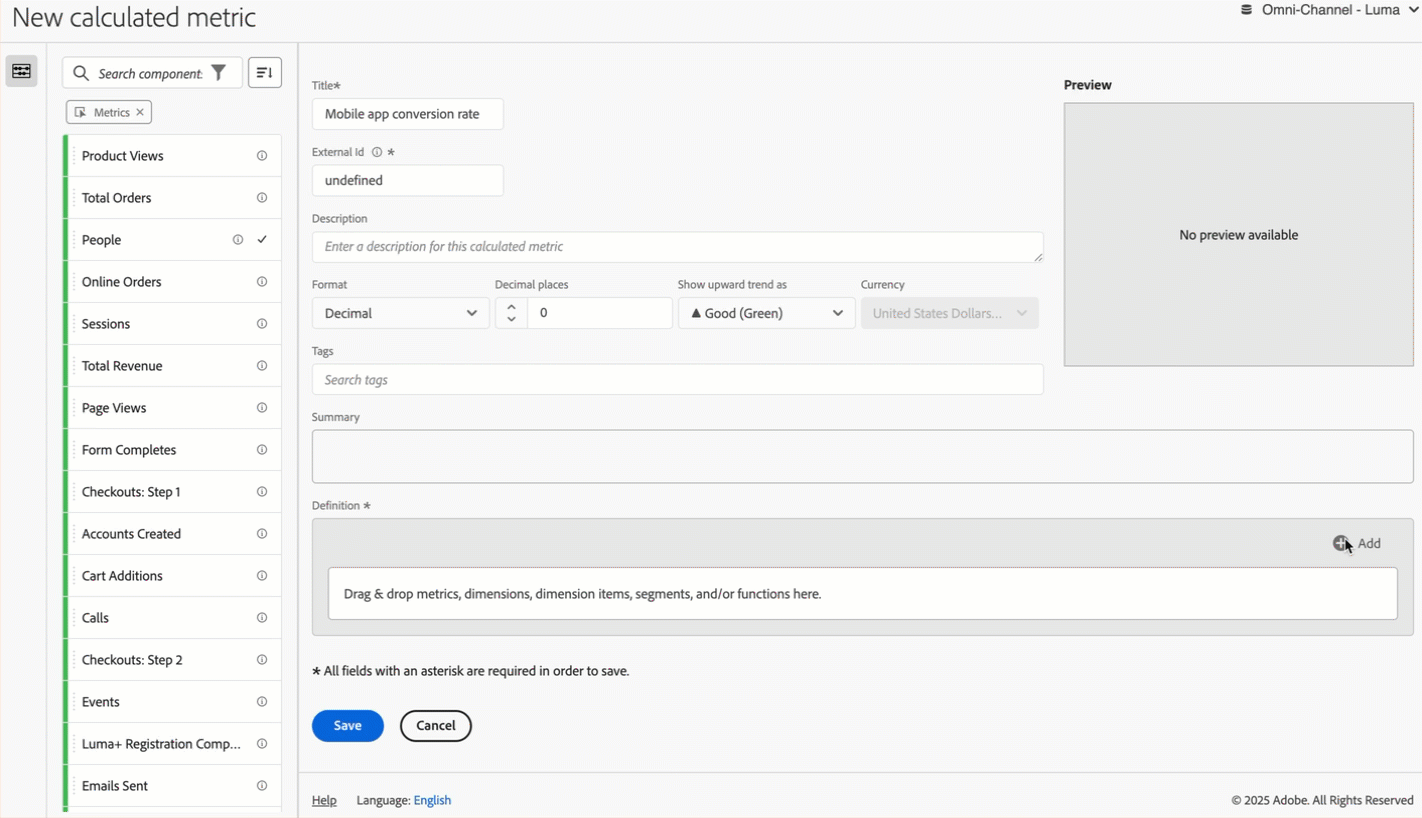 New calculated metric
Omni-Channel - Luma
Search component:
Metrics
Product Views
Total Orders
People
Online Orders
Sessions
Total Revenue
Page Views
Form Completes
Checkouts: Step 1
Accounts Created
Cart Additions
Calls
Checkouts: Step 2
Events
Luma+ Registration Comp...
Emails Sent
Title*
Mobile app conversion rate
External Id *
undefined
Description
Enter a description for this calculated metric
Format
Decimal
Decimal places
0
Show upward trend as
▲ Good (Green)
Currency
United States Dollars...
Tags
Search tags
Summary
Definition *
Add
Drag & drop metrics, dimensions, dimension items, segments, and/or functions here.
* All fields with an asterisk are required in order to save.
Save
Cancel
Preview
No preview available
Help
Language: English
© 2025 Adobe. All Rights Reserved